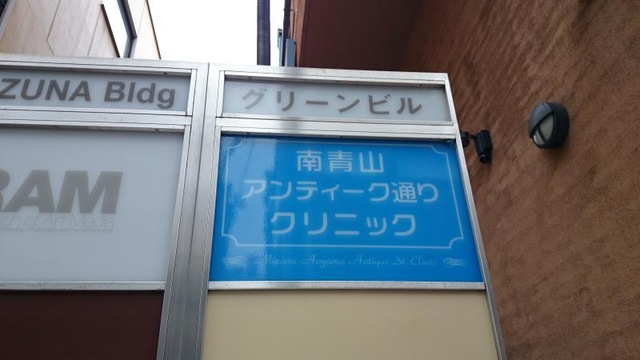 ZUNA Bldg
RAM
グリーンビル
南青山
アンティーク通り
クリニック
Minami-Aoyama Antique St. Clinic